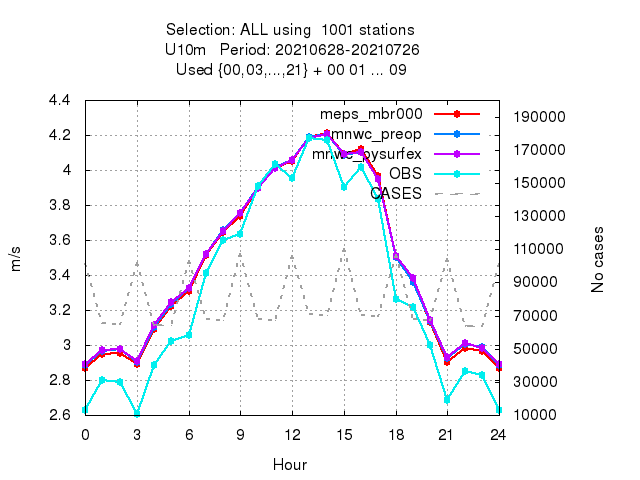 Selection: ALL using  1001 stations
U10m   Period: 20210628-20210726
Used {00,03,...,21} + 00 01 ... 09
4.4
4.2
4
3.8
3.6
3.4
3.2
3
2.8
2.6
m/s
meps_mbr000
mnwc_preop
mnwc_pysurfex
OBS
CASES
190000
170000
150000
130000
110000
90000
70000
50000
30000
10000
No cases
0 3 6 9 12 15 18 21 24
Hour